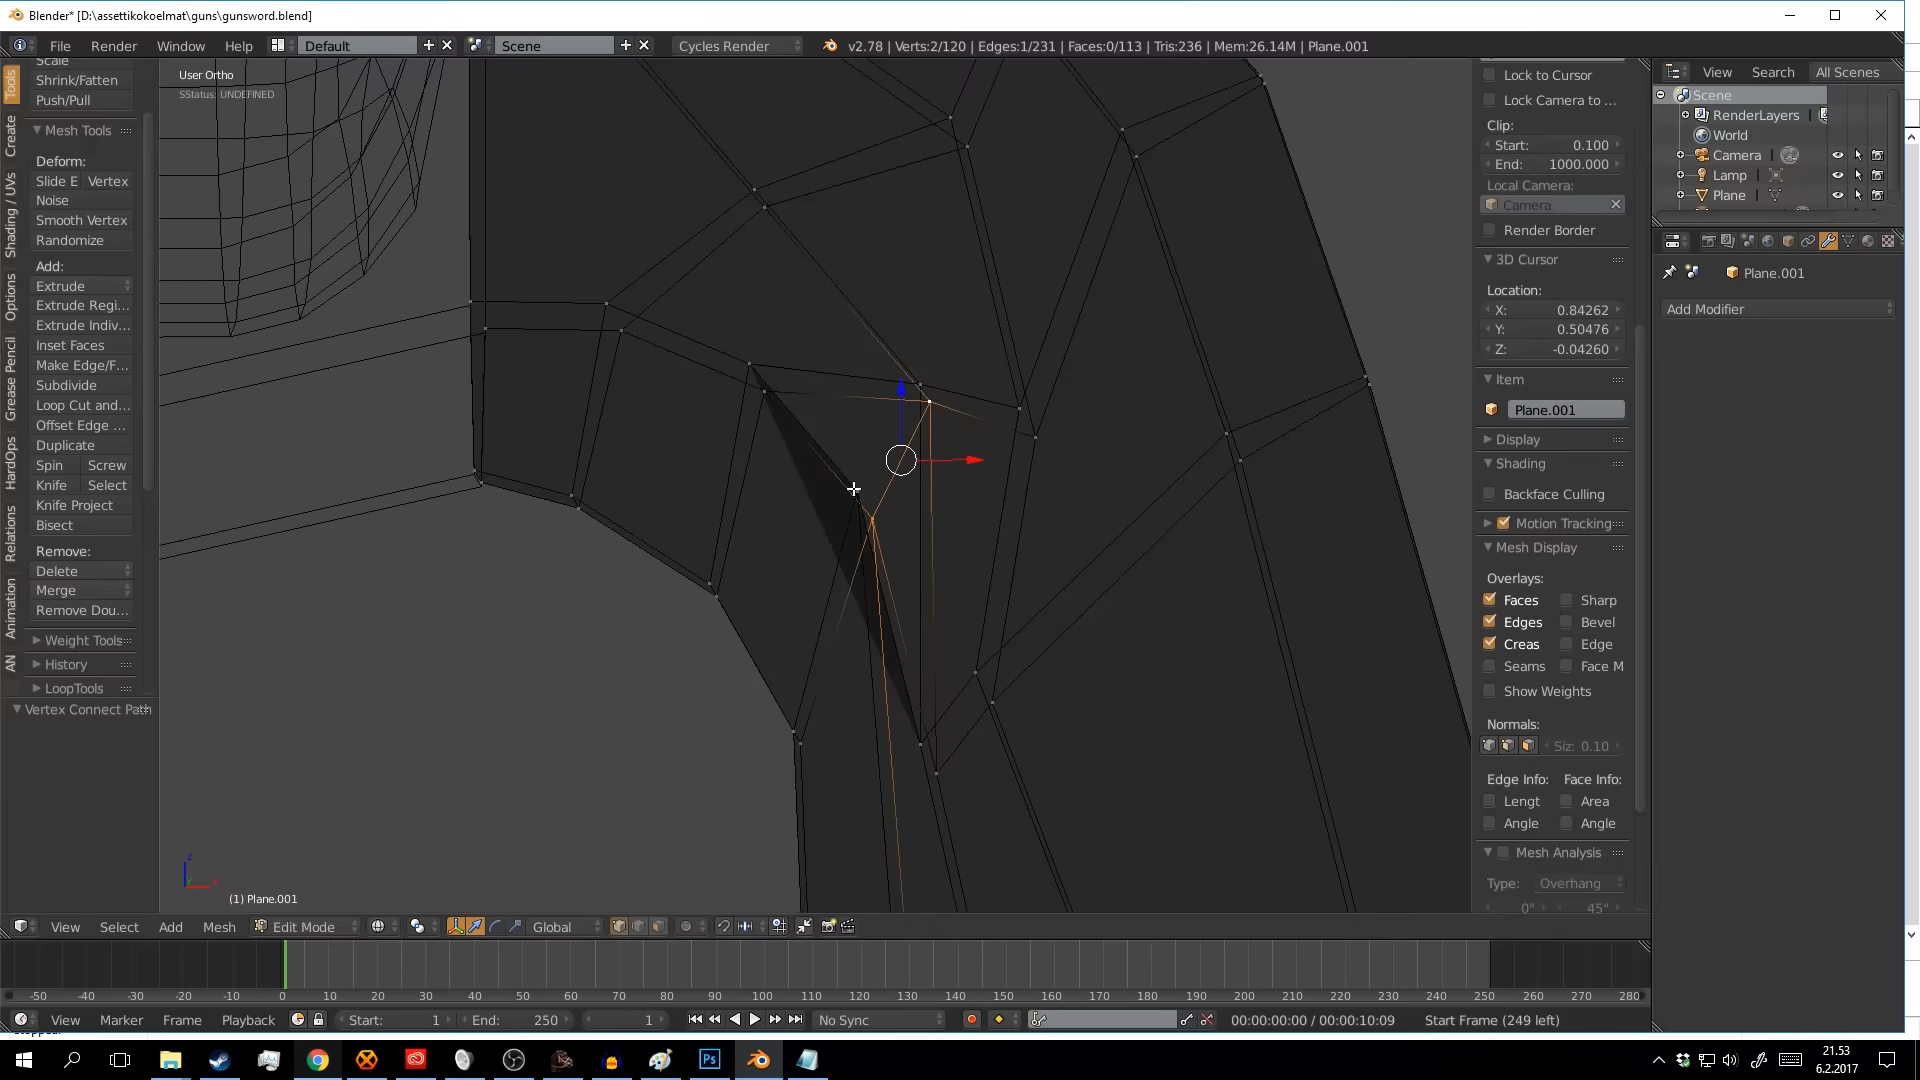 Blender* [D:\assettikokoelmat\guns\gunsword.blend]
File Render Window Help Default Scene Cycles Render v2.78 | Verts:2/120 | Edges:1/231 | Faces:0/113 | Tris:236 | Mem:26.14M | Plane.001
Tools
Create
Shading / UVs
Options
Grease Pencil
HardOps
Relations
Animation
AN
Scale
Shrink/Fatten
Push/Pull
Mesh Tools
Deform:
Slide E Vertex
Noise
Smooth Vertex
Randomize
Add:
Extrude
Extrude Regi...
Extrude Indiv...
Inset Faces
Make Edge/F...
Subdivide
Loop Cut and...
Offset Edge ...
Duplicate
Spin Screw
Knife Select
Knife Project
Bisect
Remove:
Delete
Merge
Remove Dou...
Weight Tools
History
LoopTools
Vertex Connect Path
User Ortho
SStatus: UNDEFINED
z
x
(1) Plane.001
Lock to Cursor
Lock Camera to ...
Clip:
Start: 0.100
End: 1000.000
Local Camera:
Camera
Render Border
3D Cursor
Location:
X: 0.84262
Y: 0.50476
Z: -0.04260
Item
Plane.001
Display
Shading
Backface Culling
Motion Tracking
Mesh Display
Overlays:
Faces Sharp
Edges Bevel
Creas Edge
Seams Face M
Show Weights
Normals:
Siz: 0.10
Edge Info: Face Info:
Lengt Area
Angle Angle
Mesh Analysis
Type: Overhang
0° 45°
View Search All Scenes
Scene
RenderLayers
World
Camera
Lamp
Plane
Plane.001
Add Modifier
View Select Add Mesh Edit Mode Global
-50 -40 -30 -20 -10 0 10 20 30 40 50 60 70 80 90 100 110 120 130 140 150 160 170 180 190 200 210 220 230 240 250 260 270 280
View Marker Frame Playback Start: 1 End: 250 1 No Sync 00:00:00:00 / 00:00:10:09 Start Frame (249 left)
Ps
21.53
6.2.2017